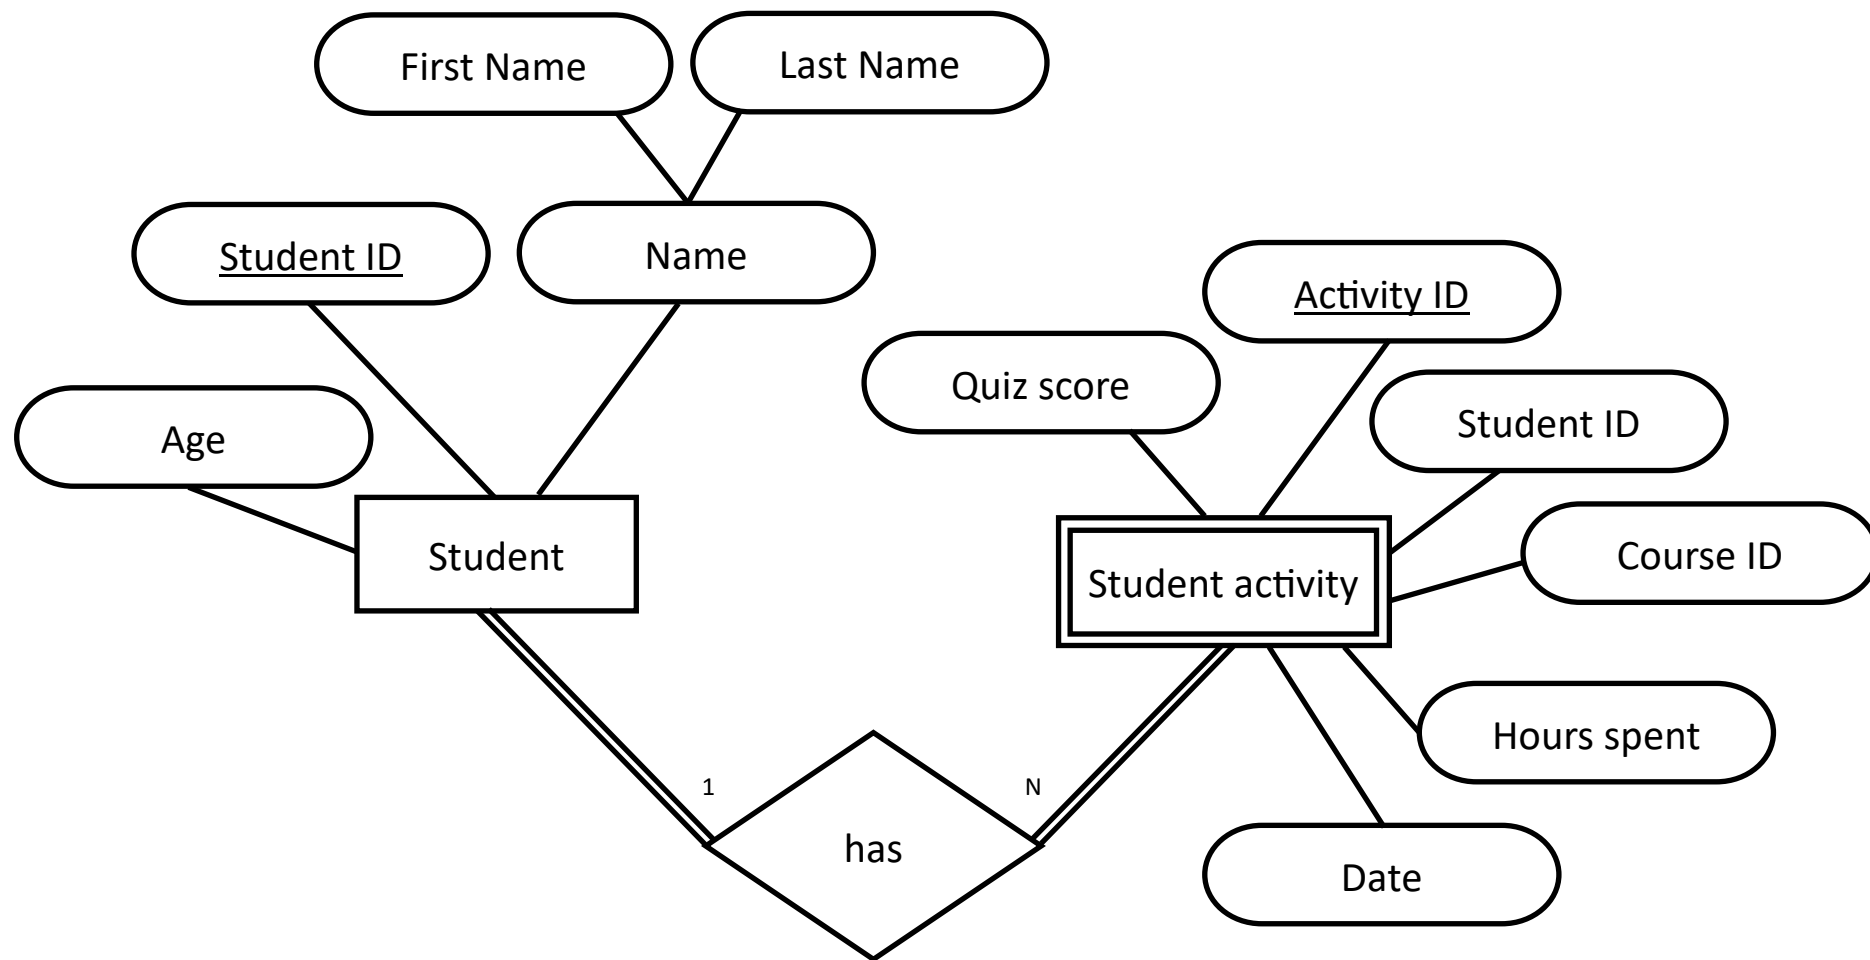 First Name
Last Name
Student ID
Name
Activity ID
Quiz score
Student ID
Age
Student
Student activity
Course ID
Hours spent
1
N
has
Date